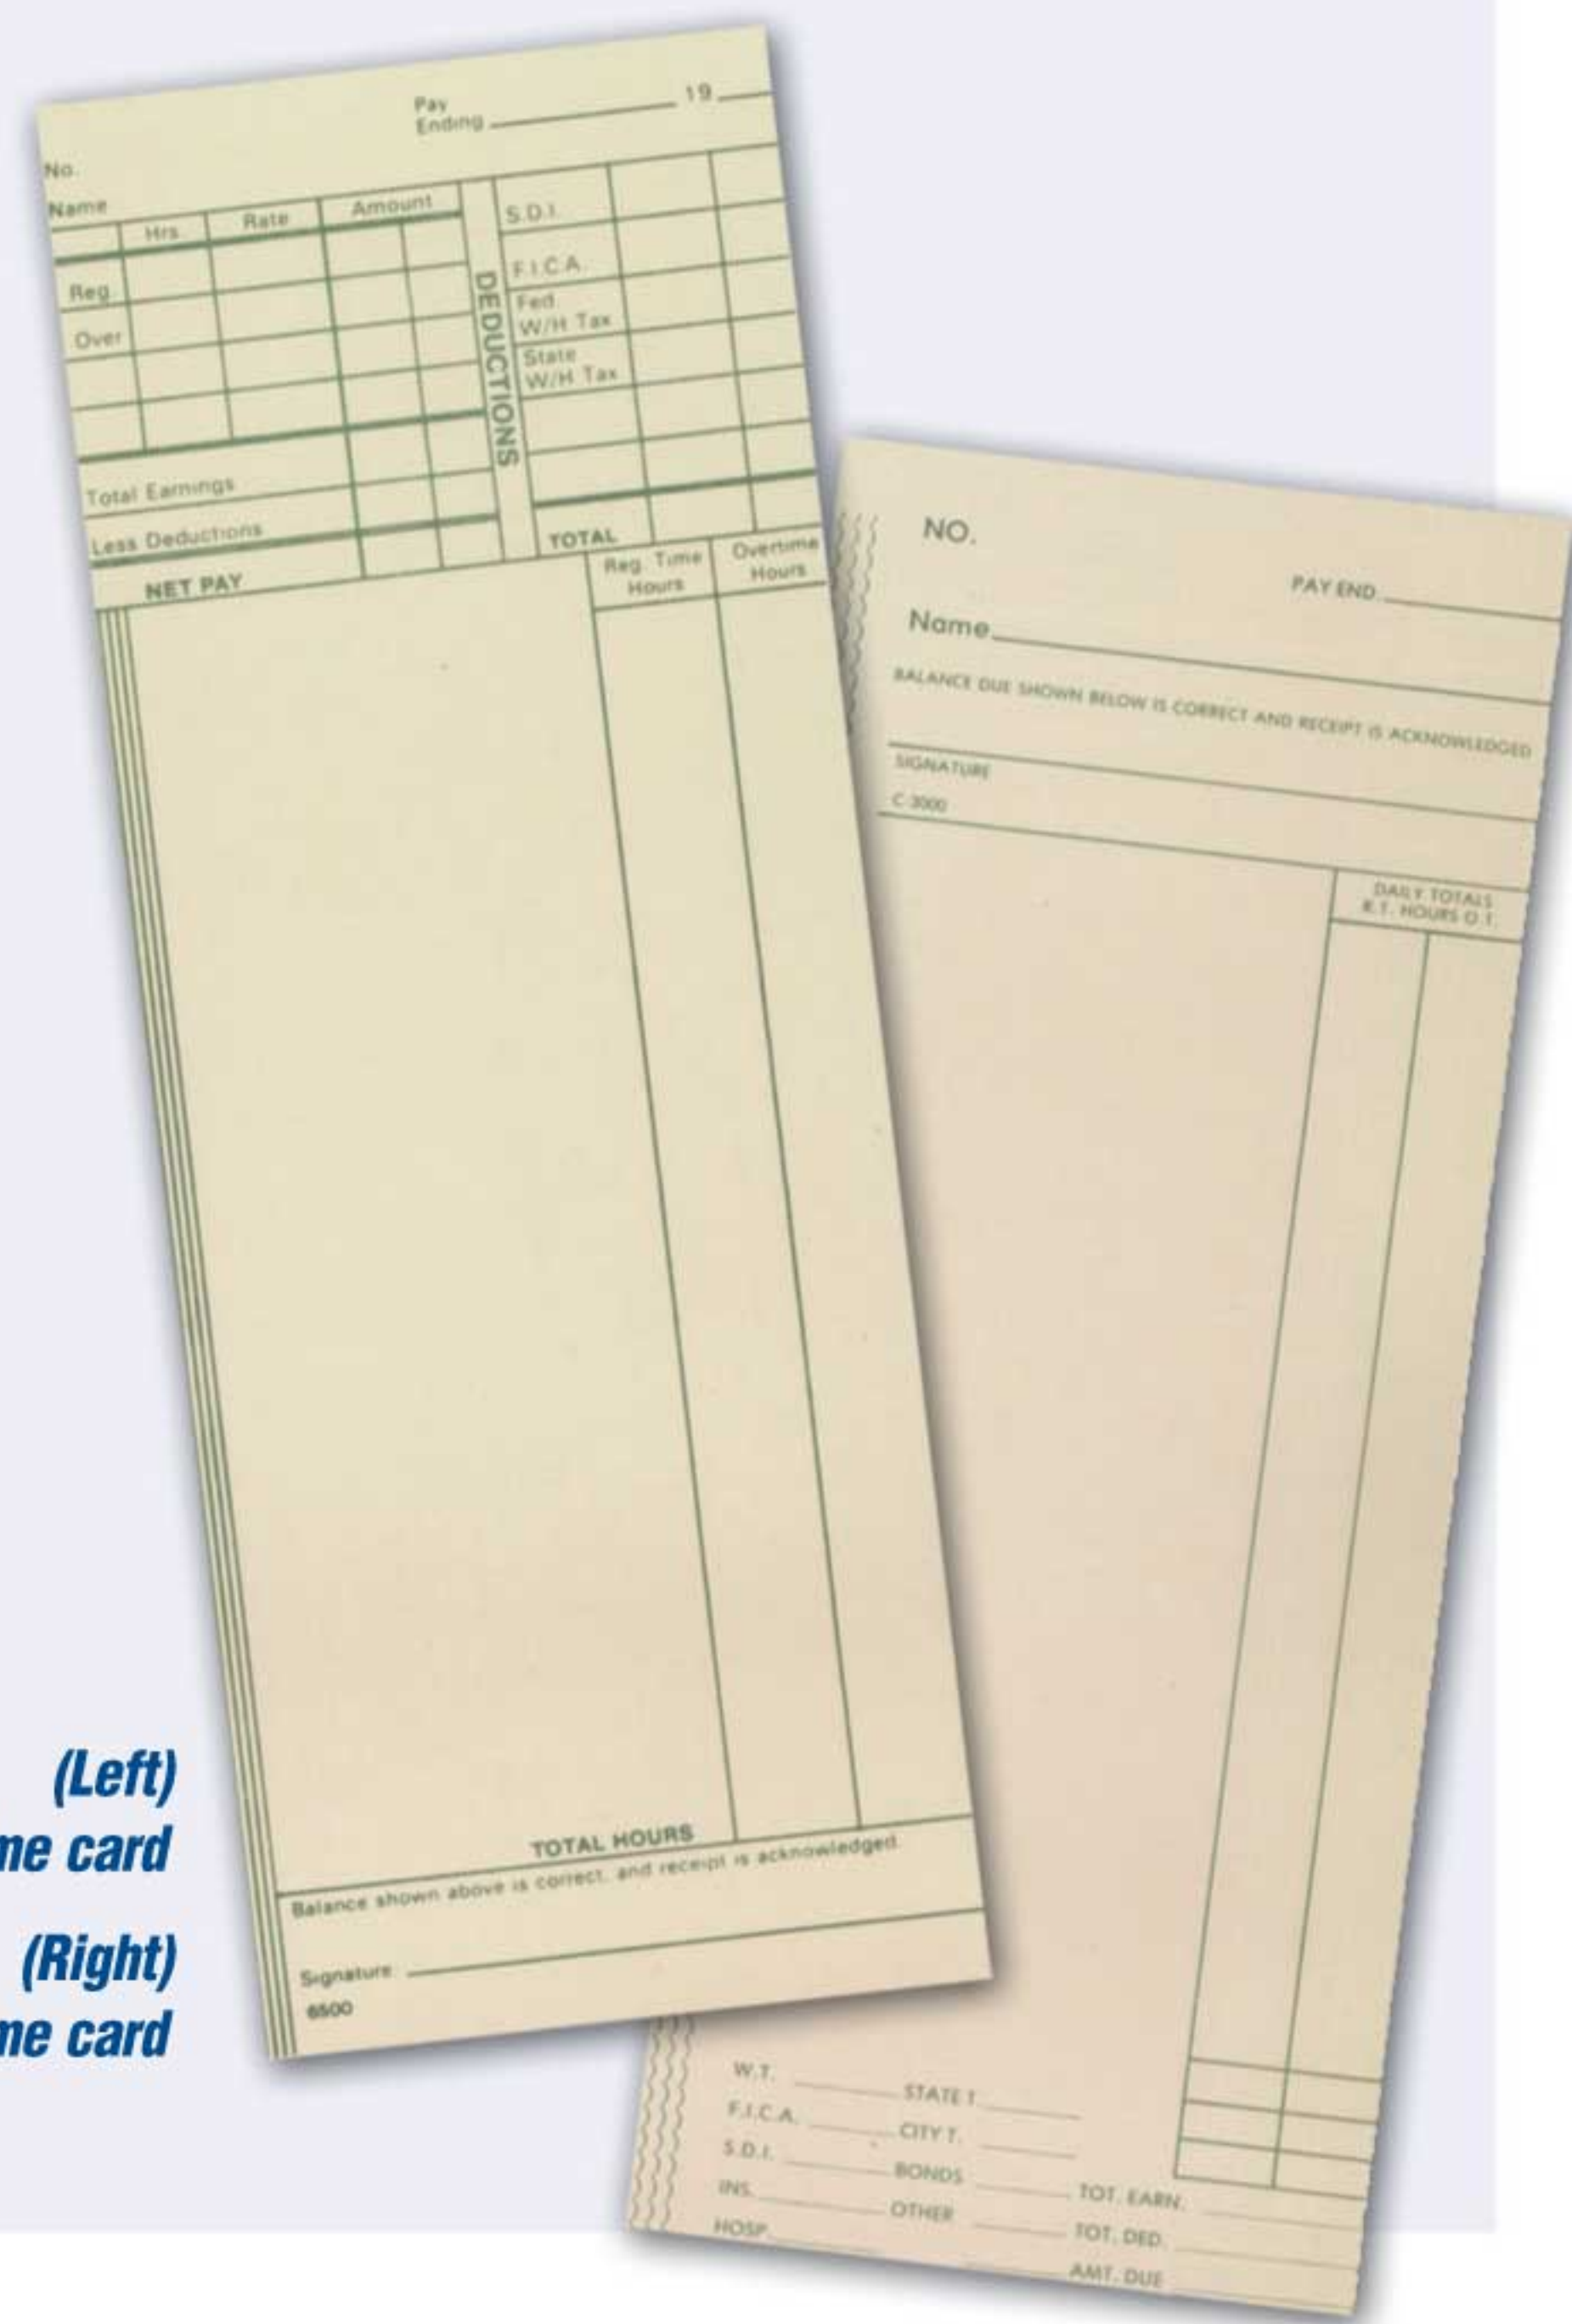 Pay
Ending 19
No.
Name
Hrs. Rate Amount
Reg.
Over
Total Earnings
Less Deductions
NET PAY
DEDUCTIONS
S.D.I.
F.I.C.A.
Fed
W/H Tax
State
W/H Tax
TOTAL
Reg. Time
Hours
Overtime
Hours
TOTAL HOURS
Balance shown above is correct, and receipt is acknowledged.
Signature
6500
NO.
PAY END.
Name
BALANCE DUE SHOWN BELOW IS CORRECT AND RECEIPT IS ACKNOWLEDGED
SIGNATURE
C-3000
DAILY TOTALS
R.T. HOURS O.T.
W.T. STATE T.
F.I.C.A. CITY T.
S.D.I. BONDS TOT. EARN.
INS. OTHER TOT. DED.
HOSP. AMT. DUE
(Left)
me card
(Right)
me card